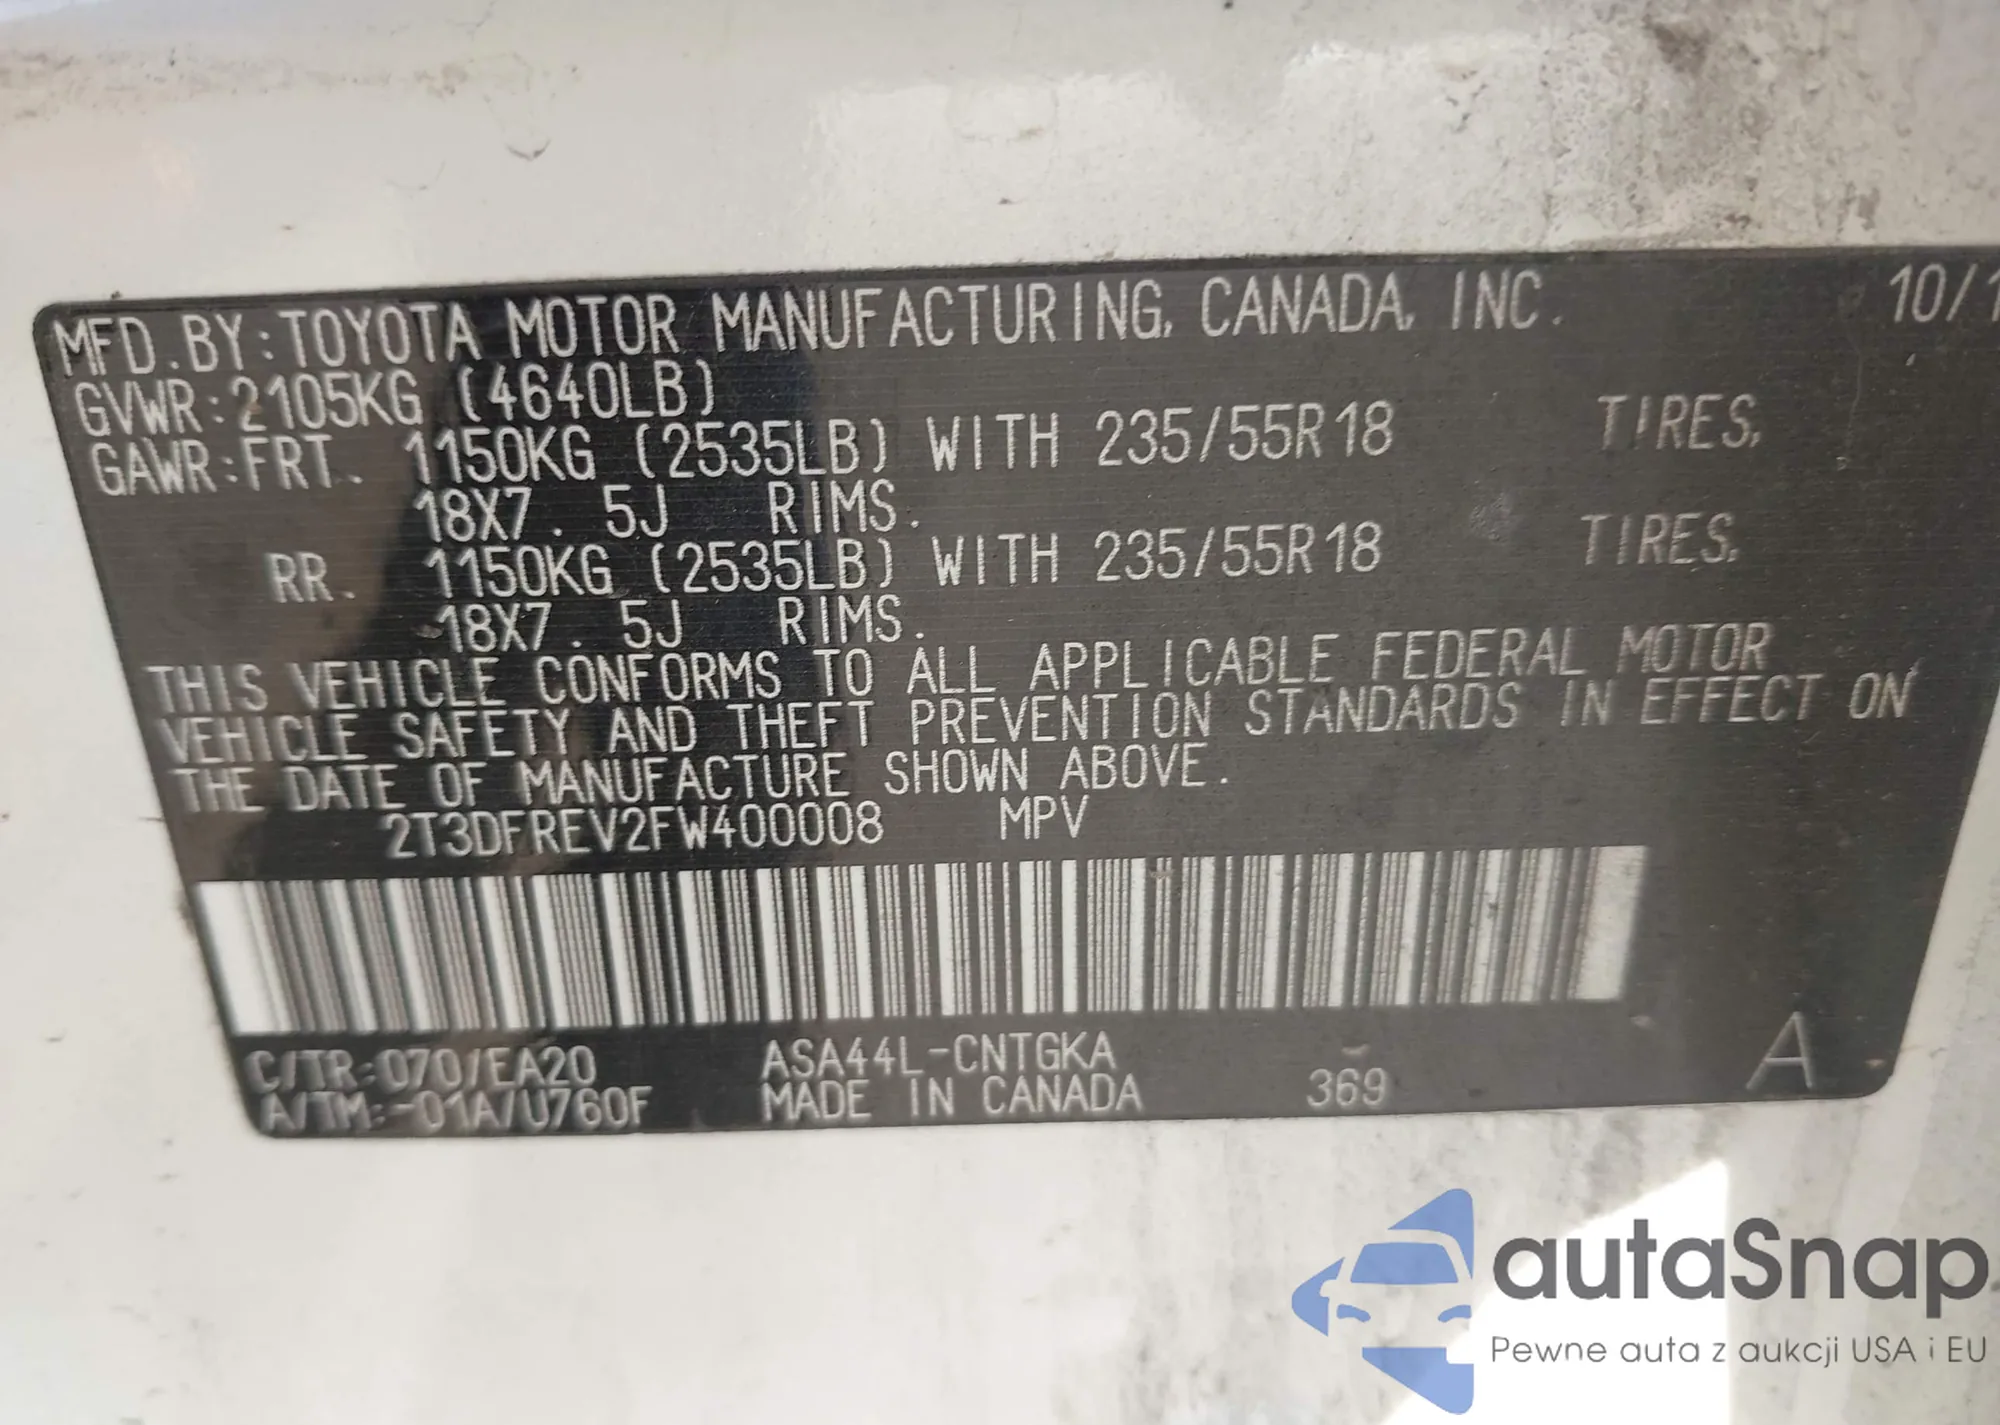 MFD.BY:TOYOTA MOTOR MANUFACTURING, CANADA, INC. 10/1
GVWR:2105KG (4640LB)
GAWR:FRT. 1150KG (2535LB) WITH 235/55R18 TIRES,
18X7.5J RIMS.
RR. 1150KG (2535LB) WITH 235/55R18 TIRES,
18X7.5J RIMS.
THIS VEHICLE CONFORMS TO ALL APPLICABLE FEDERAL MOTOR
VEHICLE SAFETY AND THEFT PREVENTION STANDARDS IN EFFECT ON
THE DATE OF MANUFACTURE SHOWN ABOVE.
2T3DFREV2FW400008 MPV
C/TR:070/EA20 ASA44L-CNTGKA
A/TM:-01A/U760F MADE IN CANADA 369 A
autaSnap
Pewne auta z aukcji USA i EU